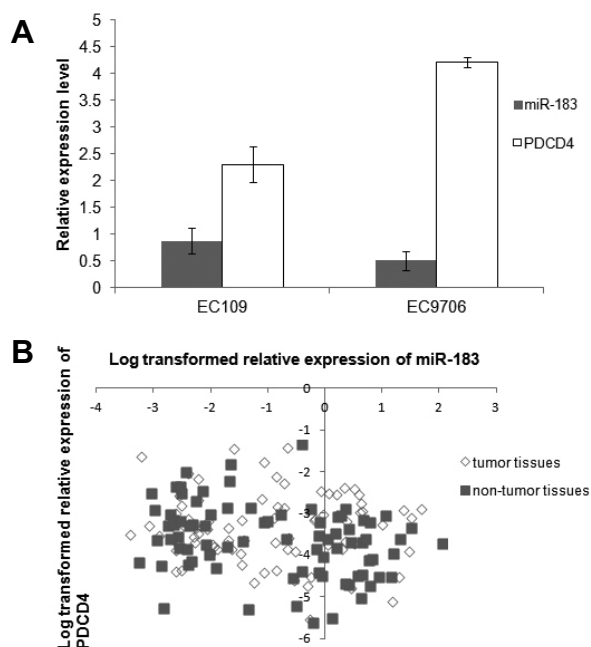 A
5
4.5
4
3.5
3
2.5
2
1.5
1
0.5
0
Relative expression level
miR-183
PDCD4
EC109
EC9706
B
Log transformed relative expression of miR-183
-4
-3
-2
-1
0
1
2
3
0
-1
-2
-3
-4
-5
-6
Log transformed relative expression of
PDCD4
tumor tissues
non-tumor tissues